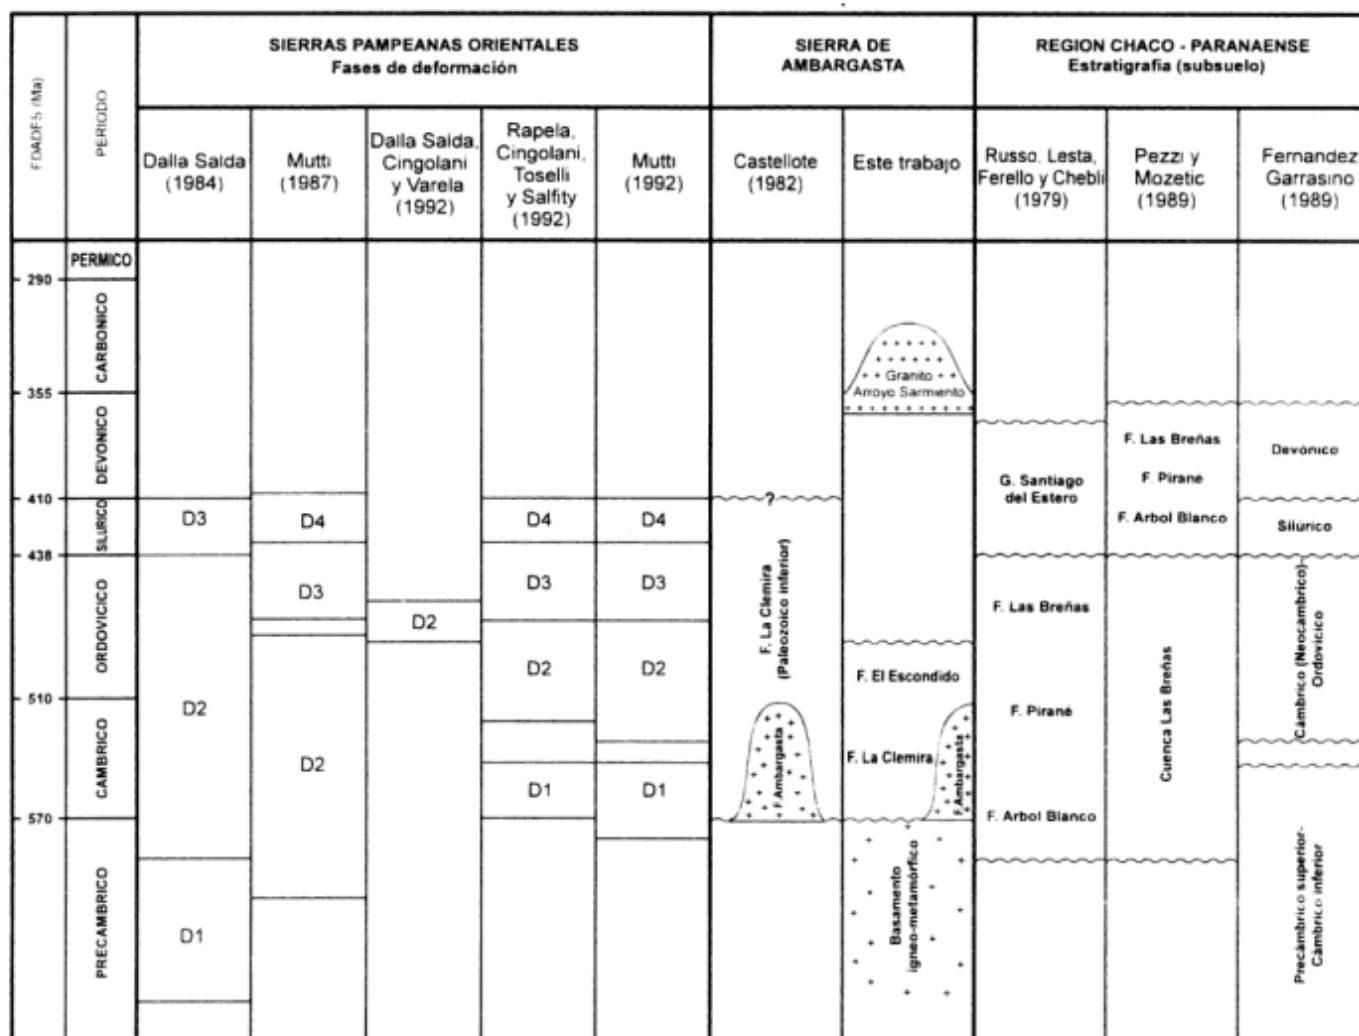 SIERRAS PAMPEANAS ORIENTALES
Fases de deformación
SIERRA DE
AMBARGASTA
REGION CHACO - PARANAENSE
Estratigrafia (subsuelo)
EDADES (Ma)
PERIODO
Dalla Salda
(1984)
Mutti
(1987)
Dalla Salda,
Cingolani
y Varela
(1992)
Rapela,
Cingolani,
Toselli
y Salfity
(1992)
Mutti
(1992)
Castellote
(1982)
Este trabajo
Russo, Lesta,
Ferello y Chebli
(1979)
Pezzi y
Mozetic
(1989)
Fernandez
Garrasino
(1989)
PERMICO
290
CARBONICO
355
DEVONICO
410
SILURICO
438
ORDOVICICO
510
CAMBRICO
570
PRECAMBRICO
D3
D2
D1
D4
D3
D2
D2
D4
D3
D2
D1
D4
D3
D2
D1
?
F. La Clemira
(Paleozoico inferior)
F. Ambargasta
Granito
Arroyo Sarmiento
F. El Escondido
F. La Clemira
F. Ambargasta
Basamento
igneo-metamórfico
G. Santiago
del Estero
F. Las Breñas
F. Pirané
F. Arbol Blanco
F. Las Breñas
F. Pirané
F. Arbol Blanco
Cuenca Las Breñas
Devónico
Silúrico
Cámbrico (Neocambrico)-
Ordovicico
Precámbrico superior-
Cámbrico inferior